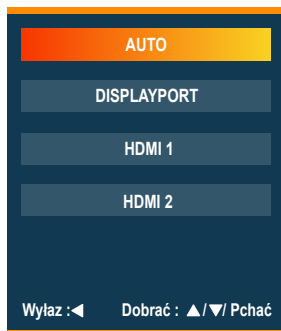 AUTO
DISPLAYPORT
HDMI 1
HDMI 2
Wyłaz :◀ Dobrać : ▲/▼/ Pchać